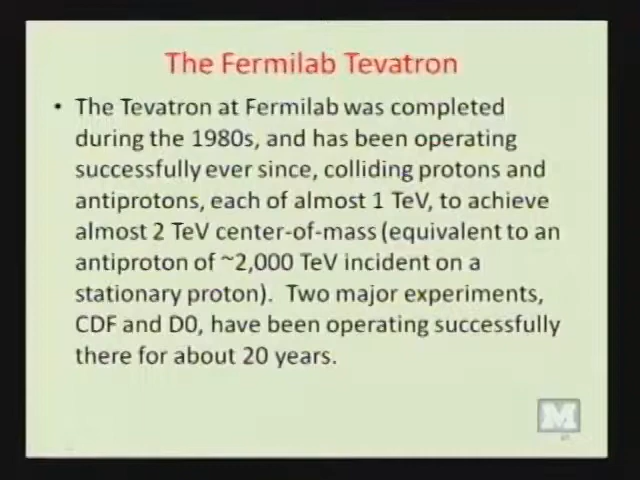 The Fermilab Tevatron
• The Tevatron at Fermilab was completed
during the 1980s, and has been operating
successfully ever since, colliding protons and
antiprotons, each of almost 1 TeV, to achieve
almost 2 TeV center-of-mass (equivalent to an
antiproton of ~2,000 TeV incident on a
stationary proton). Two major experiments,
CDF and D0, have been operating successfully
there for about 20 years.
M